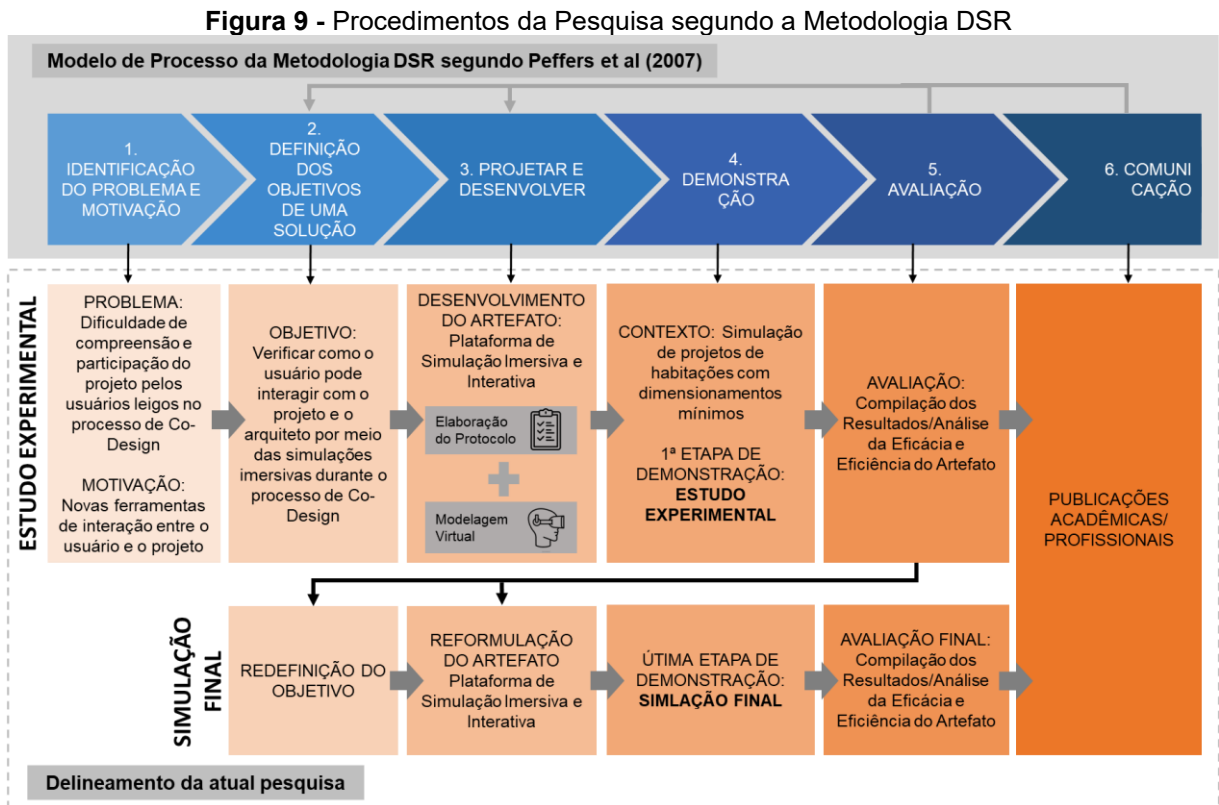 Figura 9 - Procedimentos da Pesquisa segundo a Metodologia DSR
Modelo de Processo da Metodologia DSR segundo Peffers et al (2007)
1.
IDENTIFICAÇÃO
DO PROBLEMA E
MOTIVAÇÃO
2.
DEFINIÇÃO
DOS
OBJETIVOS
DE UMA
SOLUÇÃO
3. PROJETAR E
DESENVOLVER
4.
DEMONSTRA
ÇÃO
5.
AVALIAÇÃO
6. COMUNI
CAÇÃO
ESTUDO EXPERIMENTAL
PROBLEMA:
Dificuldade de
compreensão e
participação do
projeto pelos
usuários leigos no
processo de Co-
Design
MOTIVAÇÃO:
Novas ferramentas
de interação entre o
usuário e o projeto
OBJETIVO:
Verificar como o
usuário pode
interagir com o
projeto e o
arquiteto por meio
das simulações
imersivas durante o
processo de Co-
Design
DESENVOLVIMENTO
DO ARTEFATO:
Plataforma de
Simulação Imersiva e
Interativa
Elaboração
do Protocolo
Modelagem
Virtual
CONTEXTO: Simulação
de projetos de
habitações com
dimensionamentos
mínimos
1ª ETAPA DE
DEMONSTRAÇÃO:
ESTUDO
EXPERIMENTAL
AVALIAÇÃO:
Compilação dos
Resultados/Análise
da Eficácia e
Eficiência do Artefato
PUBLICAÇÕES
ACADÊMICAS/
PROFISSIONAIS
SIMULAÇÃO
FINAL
REDEFINIÇÃO DO
OBJETIVO
REFORMULAÇÃO
DO ARTEFATO
Plataforma de
Simulação Imersiva e
Interativa
ÚTIMA ETAPA DE
DEMONSTRAÇÃO:
SIMLAÇÃO FINAL
AVALIAÇÃO FINAL:
Compilação dos
Resultados/Análise
da Eficácia e
Eficiência do Artefato
Delineamento da atual pesquisa